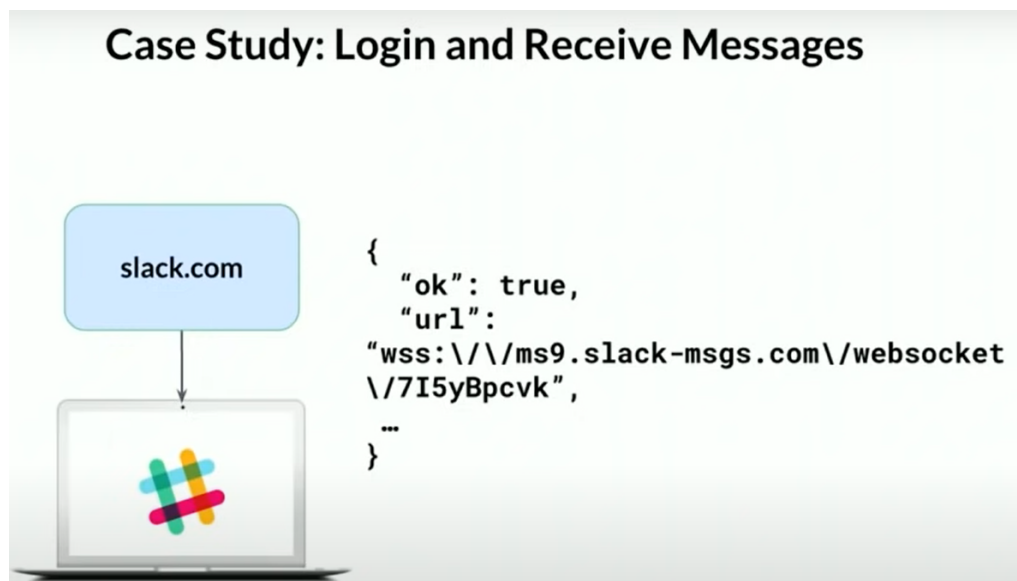 Case Study: Login and Receive Messages
slack.com
{
“ok”: true,
“url”:
“wss:\/\/ms9.slack-msgs.com\/websocket
\/7I5yBpcvk”,
…
}